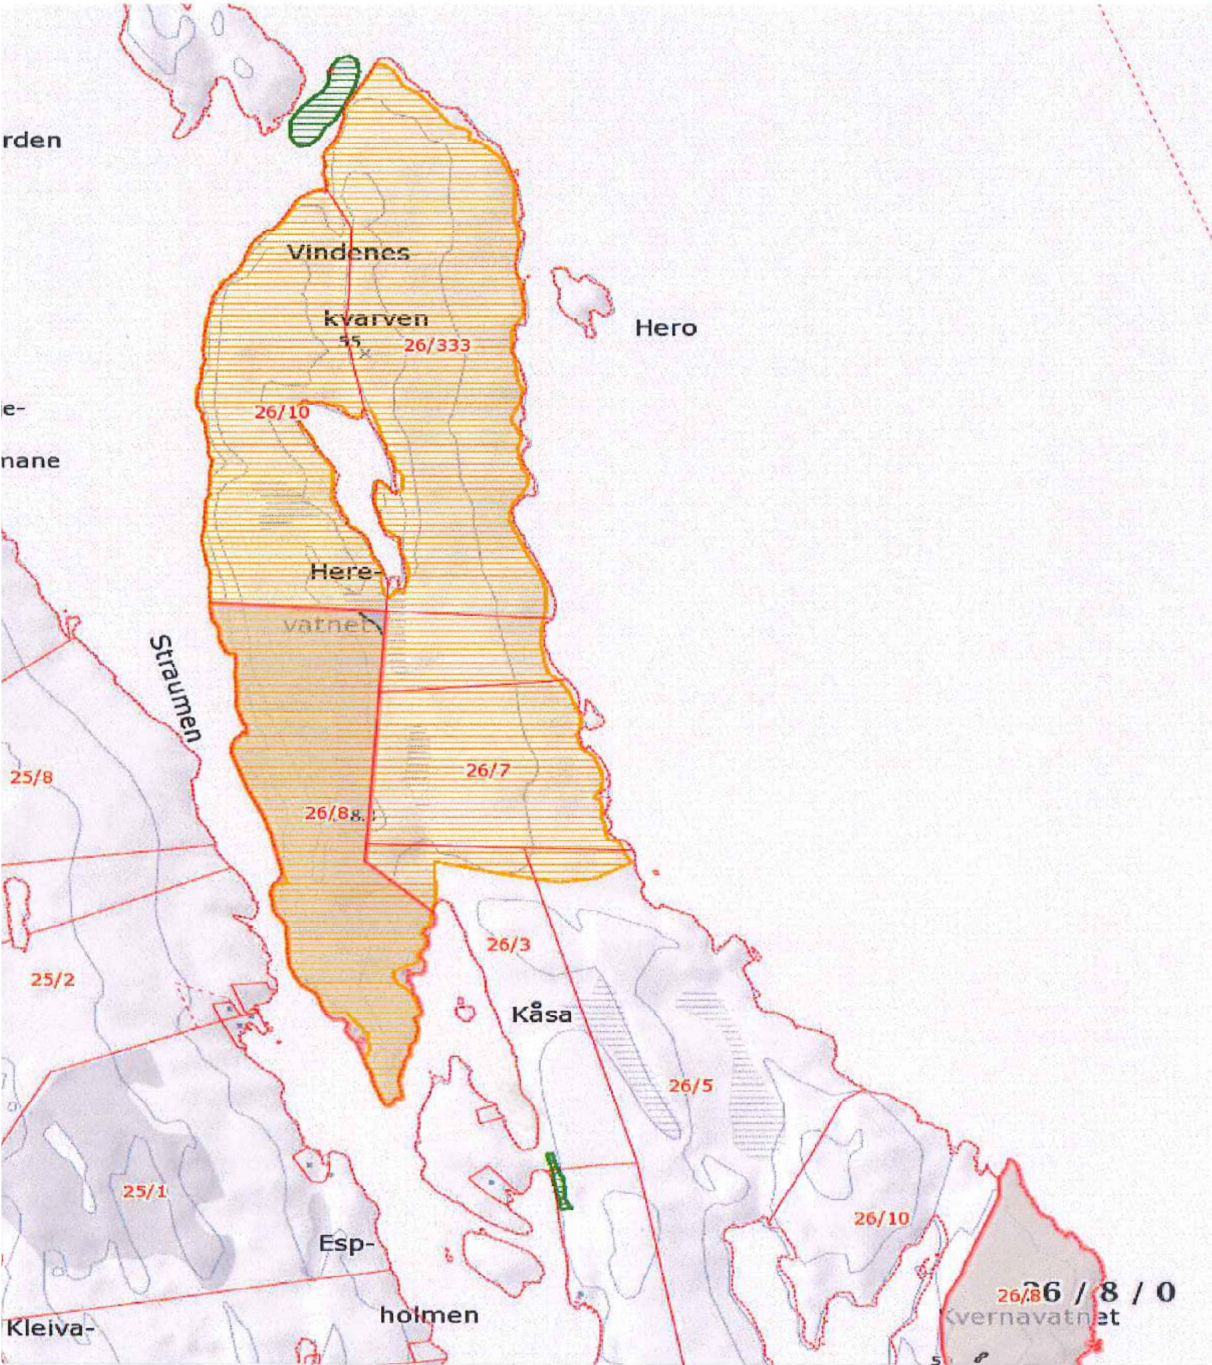 rden
Vindenes
kvarven
Hero
55
26/333
e-
26/10
mane
Here-
vatnet
Straumen
26/7
25/8
26/8
26/3
25/2
Kåsa
26/5
25/1
26/10
Esp-
26/8
26 / 8 / 0
holmen
Kvernavatnet
Kleiva-
5